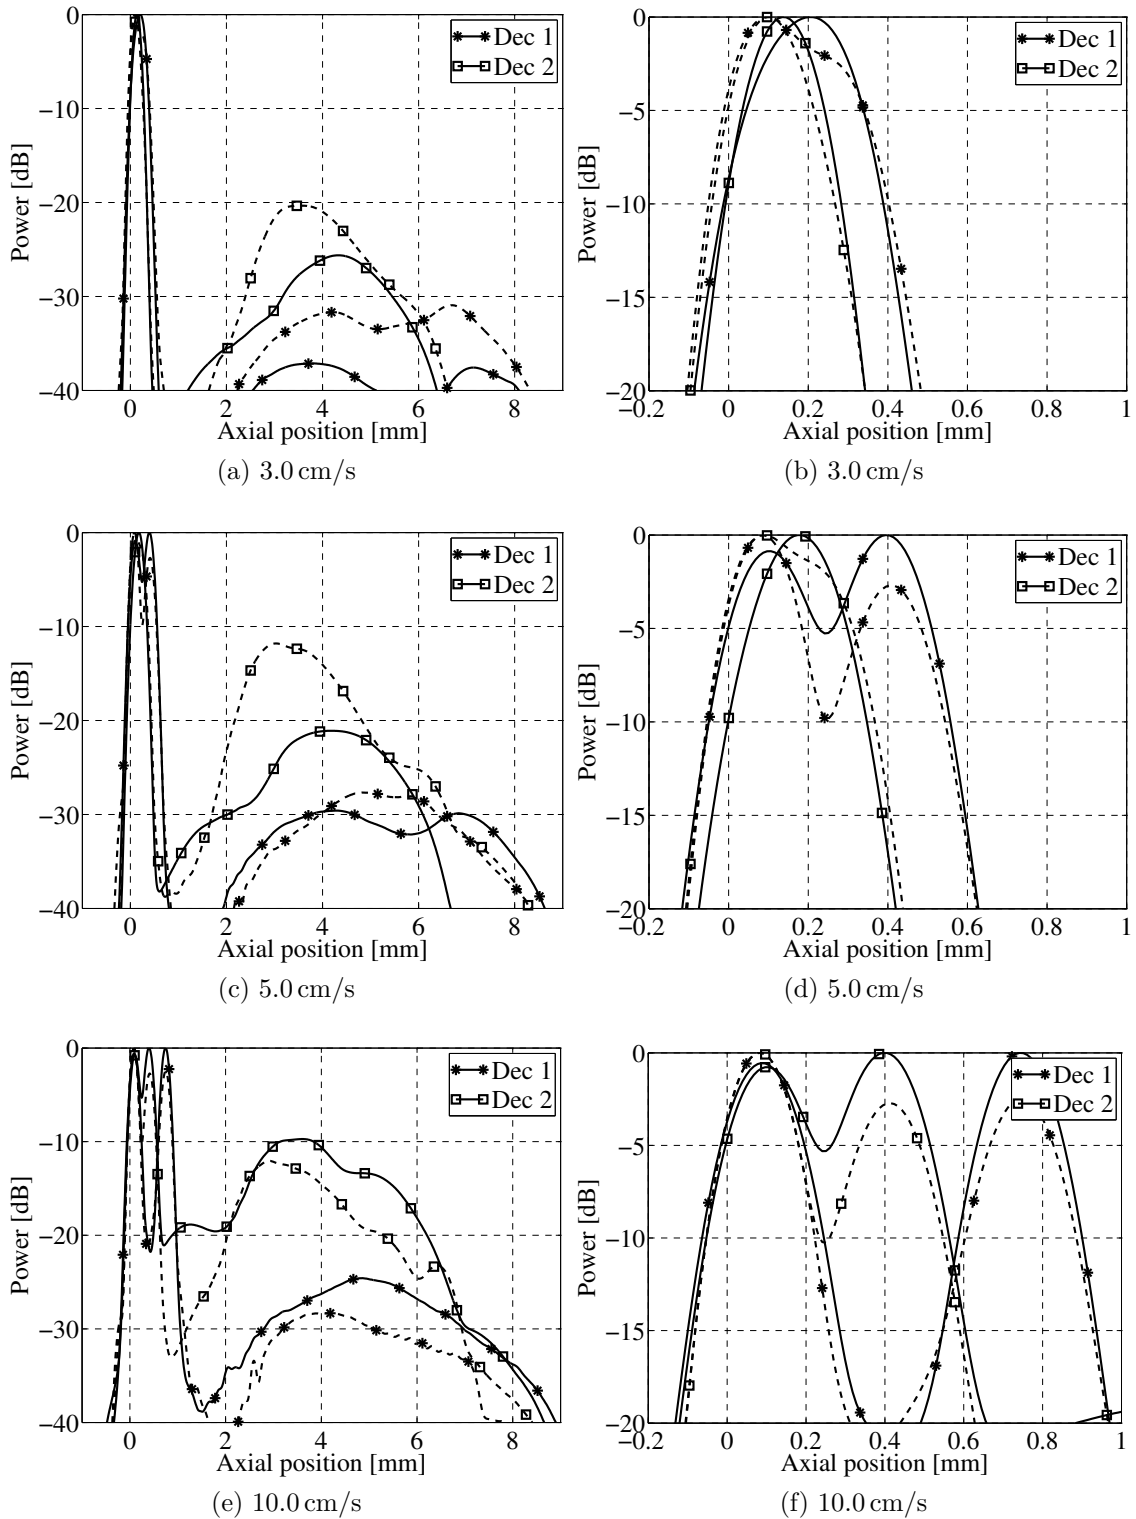 0
−10
−20
−30
−40
Power [dB]
Dec 1
Dec 2
0 2 4 6 8
Axial position [mm]
(a) 3.0 cm/s
0
−5
−10
−15
−20
Power [dB]
Dec 1
Dec 2
−0.2 0 0.2 0.4 0.6 0.8 1
Axial position [mm]
(b) 3.0 cm/s
0
−10
−20
−30
−40
Power [dB]
Dec 1
Dec 2
0 2 4 6 8
Axial position [mm]
(c) 5.0 cm/s
0
−5
−10
−15
−20
Power [dB]
Dec 1
Dec 2
−0.2 0 0.2 0.4 0.6 0.8 1
Axial position [mm]
(d) 5.0 cm/s
0
−10
−20
−30
−40
Power [dB]
Dec 1
Dec 2
0 2 4 6 8
Axial position [mm]
(e) 10.0 cm/s
0
−5
−10
−15
−20
Power [dB]
Dec 1
Dec 2
−0.2 0 0.2 0.4 0.6 0.8 1
Axial position [mm]
(f) 10.0 cm/s